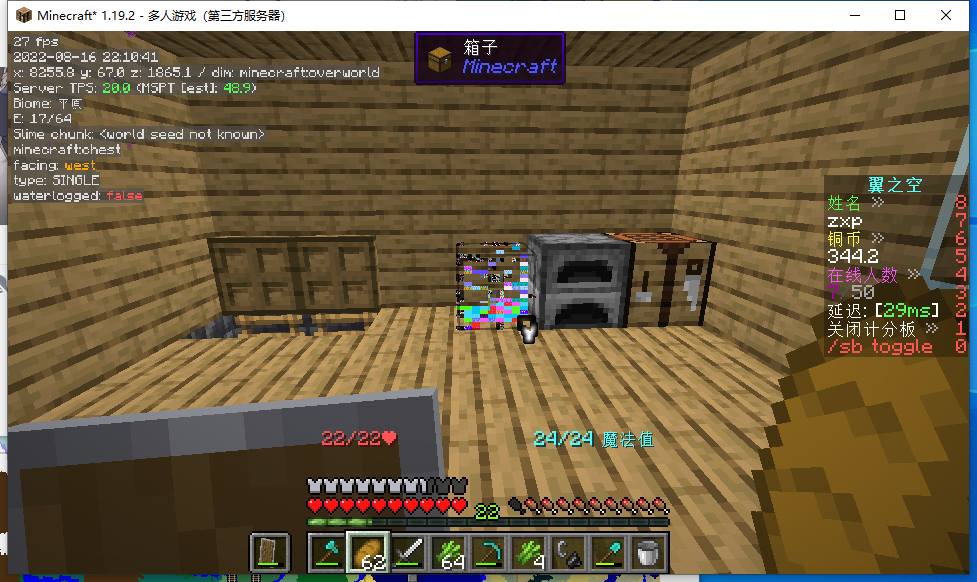 Minecraft* 1.19.2 - 多人游戏（第三方服务器）
27 fps
2022-08-16 22:10:41
x: 8255.8 y: 67.0 z: 1865.1 / dim: minecraft:overworld
Server TPS: 20.0 (MSPT [est]: 48.9)
Biome: 平原
E: 17/64
Slime chunk: <world seed not known>
minecraft:chest
facing: west
type: SINGLE
waterlogged: false
箱子
Minecraft
翼之空
姓名 » 8
zxp 7
铜币 » 6
344.2 5
在线人数 » 4
7/50 3
延迟: [29ms] 2
关闭计分板 » 1
/sb toggle 0
22/22❤
24/24 魔法值
22
62
64
4